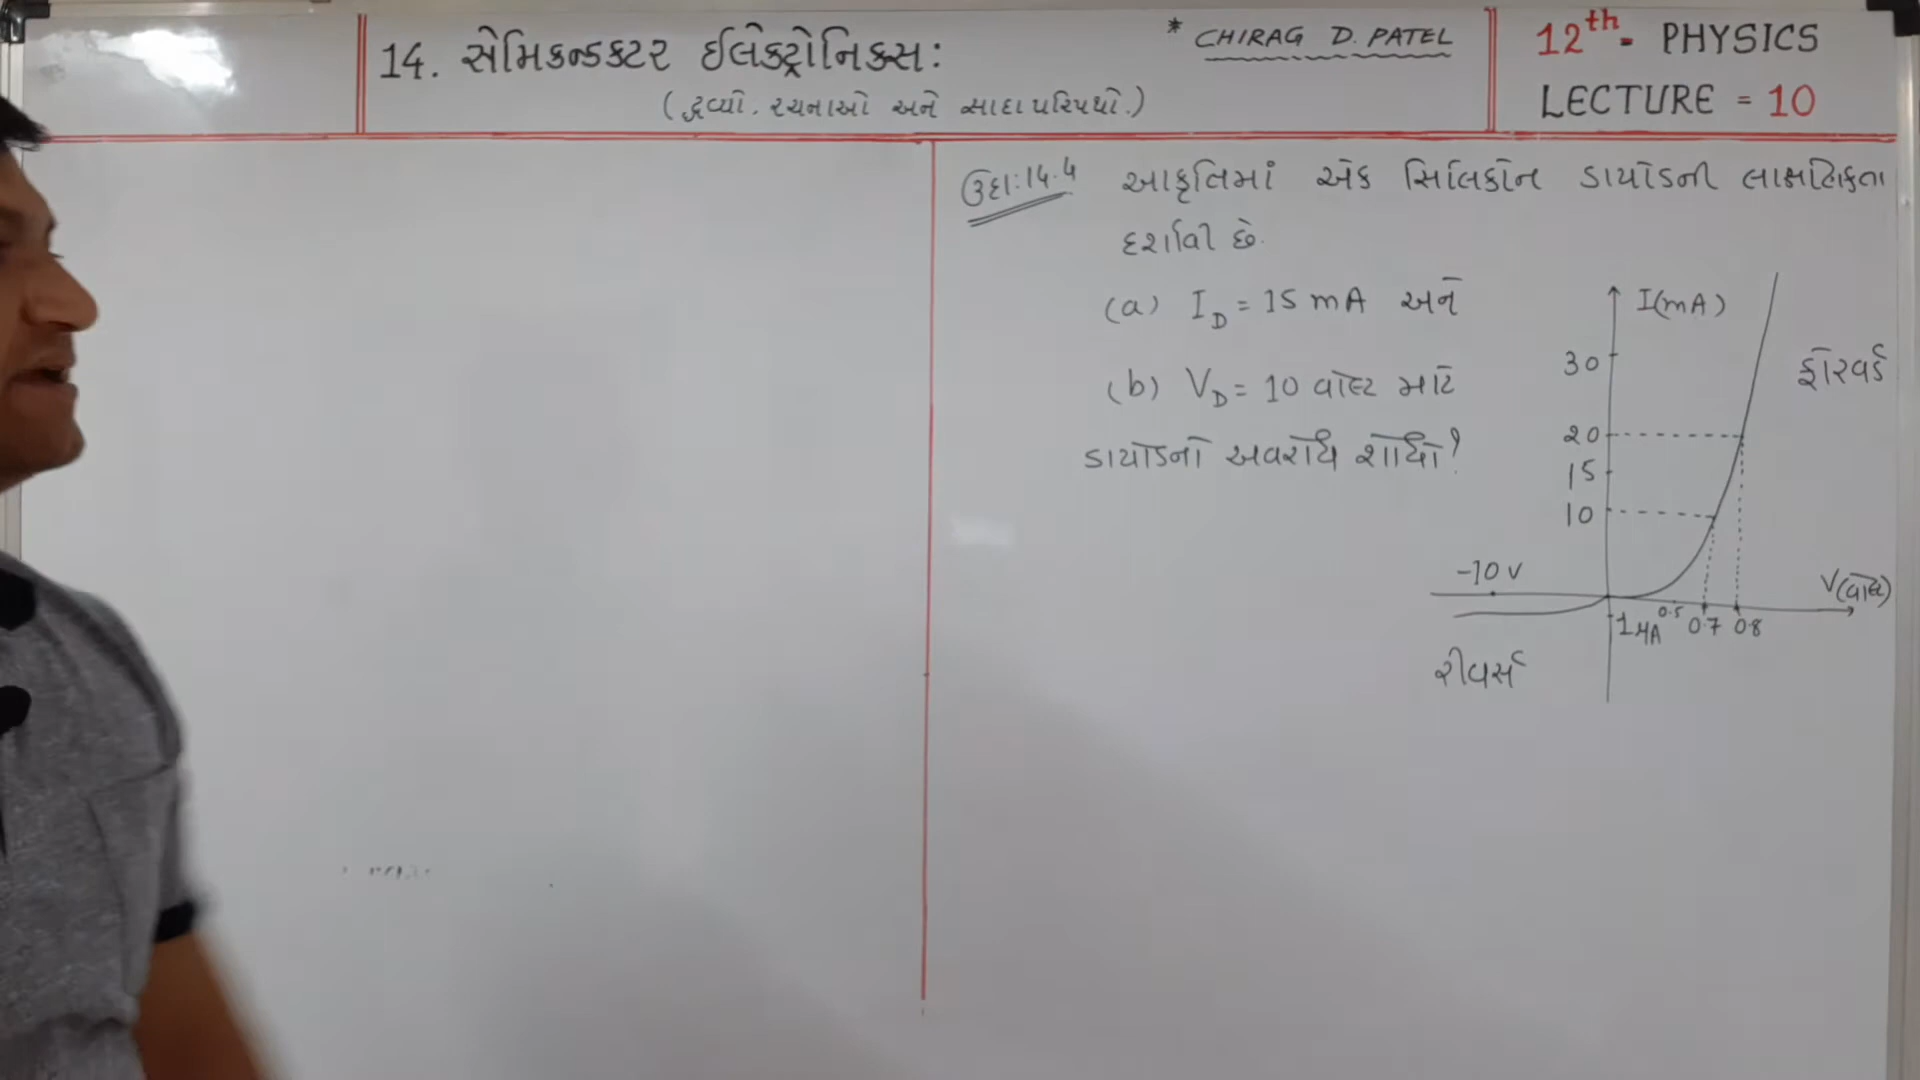 14. સેમિકન્ડક્ટર ઈલેક્ટ્રોનિક્સ:
(દ્રવ્યો. રચનાઓ અને સાદા પરિપથો.)
* CHIRAG D. PATEL
12th - PHYSICS
LECTURE = 10
ઉદા:14.4 આકૃતિમાં એક સિલિકોન ડાયોડની લાક્ષણિકતા
દર્શાવી છે.
(a) I_D = 15 mA અને
(b) V_D = 10 વોલ્ટ માટે
ડાયોડનો અવરોધ શોધો?
I(mA)
30
ફોરવર્ડ
20
15
10
-10 V
V(વોલ્ટ)
1 μA 0.5 0.7 0.8
રીવર્સ